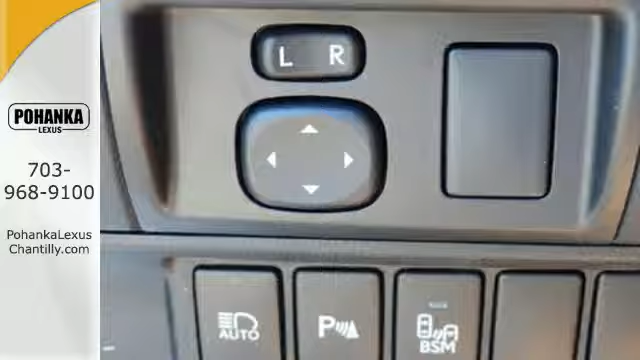 POHANKA
LEXUS
703-
968-9100
PohankaLexus
Chantilly.com
L R
AUTO
P
BSM